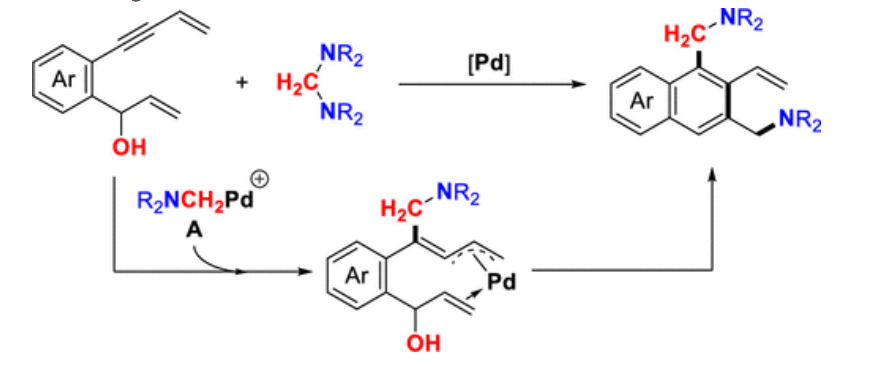 NR2
H2C
NR2
[Pd]
Ar
+
H2C
NR2
NR2
Ar
OH
R2NCH2Pd
+
A
H2C
NR2
Ar
Pd
OH